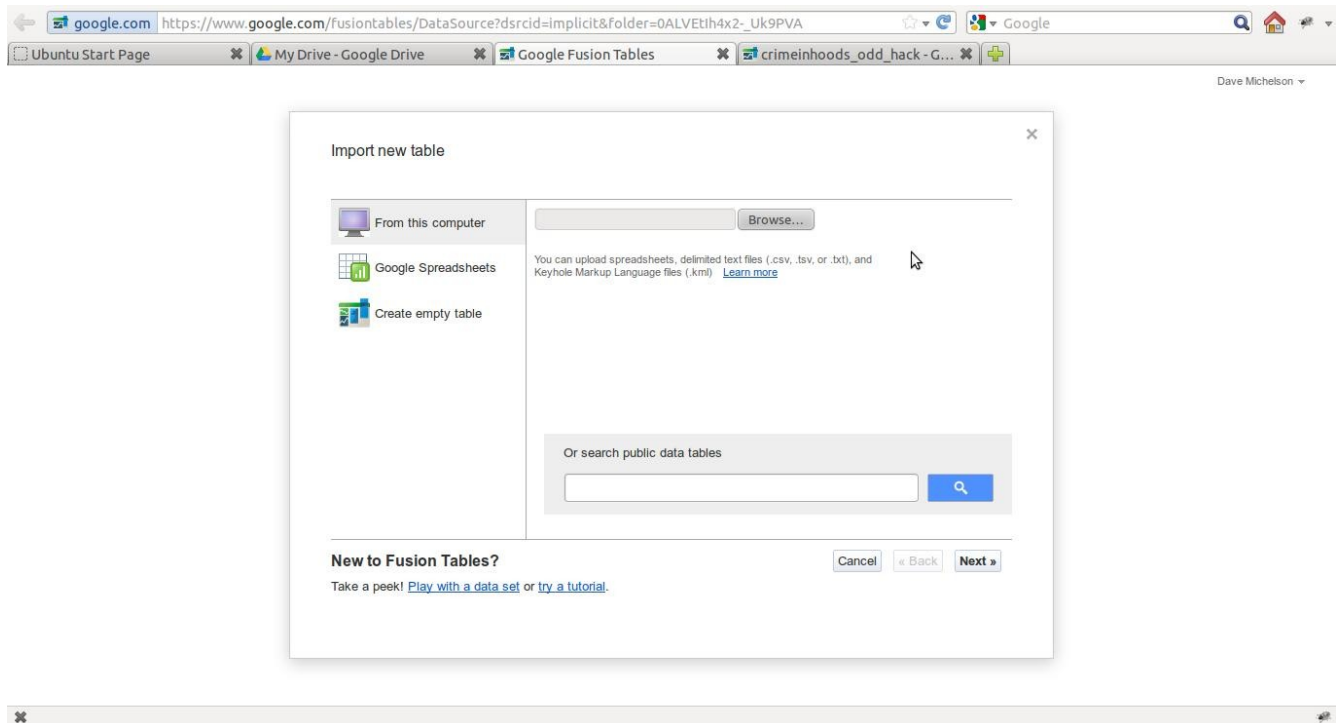 google.com https://www.google.com/fusiontables/DataSource?dsrcid=implicit&folder=0ALVEtIh4x2-_Uk9PVA Google
Ubuntu Start Page My Drive - Google Drive Google Fusion Tables crimeinhoods_odd_hack - G...
Dave Michelson
Import new table
From this computer
Browse...
Google Spreadsheets
You can upload spreadsheets, delimited text files (.csv, .tsv, or .txt), and
Keyhole Markup Language files (.kml) Learn more
Create empty table
Or search public data tables
New to Fusion Tables?
Cancel « Back Next »
Take a peek! Play with a data set or try a tutorial.